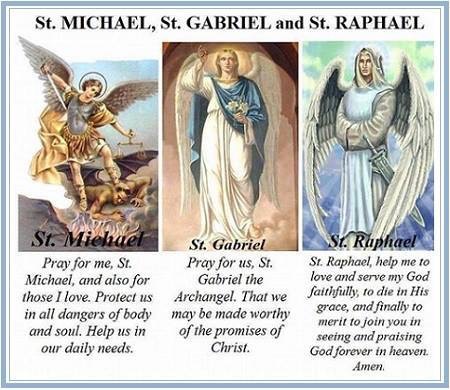 St. MICHAEL, St. GABRIEL and St. RAPHAEL
St. Michael
Pray for me, St.
Michael, and also for
those I love. Protect us
in all dangers of body
and soul. Help us in
our daily needs.
St. Gabriel
Pray for us, St.
Gabriel the
Archangel. That we
may be made worthy
of the promises of
Christ.
St. Raphael
St. Raphael, help me to
love and serve my God
faithfully, to die in His
grace, and finally to
merit to join you in
seeing and praising
God forever in heaven.
Amen.